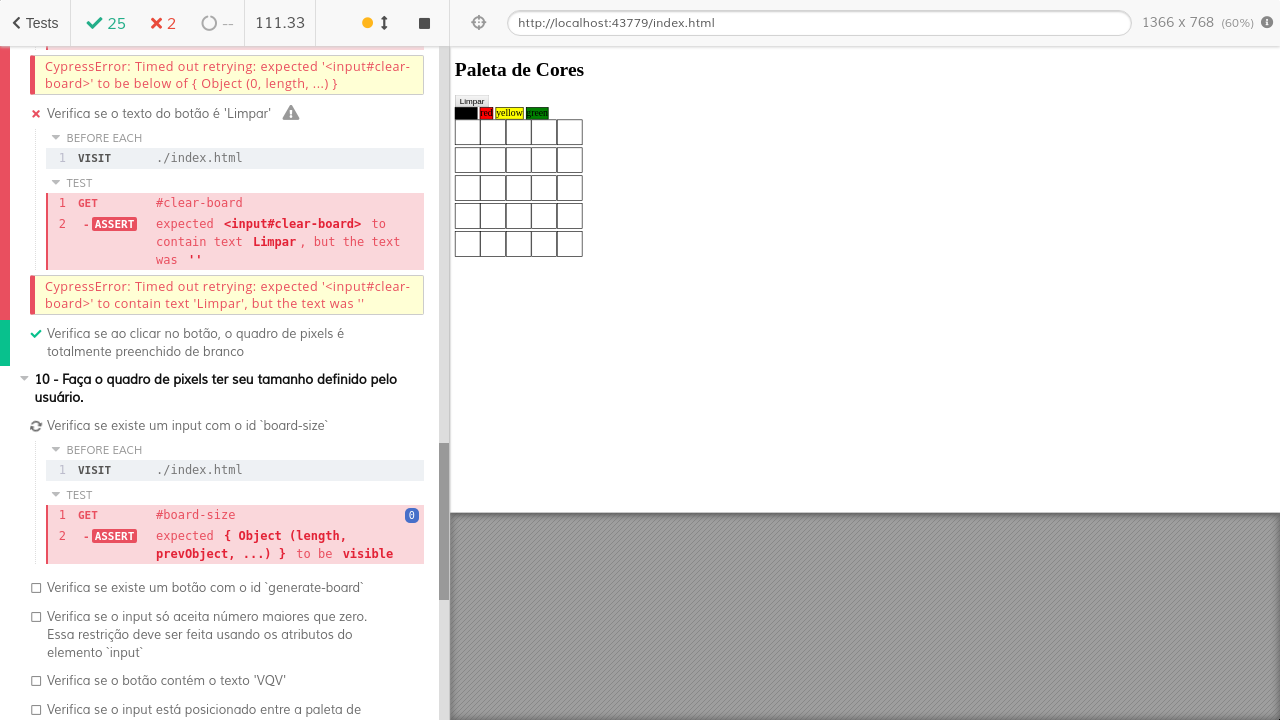 Tests
25
2
--
111.33
http://localhost:43779/index.html
1366 x 768 (60%)
CypressError: Timed out retrying: expected '<input#clear-
board>' to be below of { Object (0, length, ...) }
Verifica se o texto do botão é 'Limpar'
BEFORE EACH
1 VISIT ./index.html
TEST
1 GET #clear-board
2 - ASSERT expected <input#clear-board> to
contain text Limpar, but the text
was ''
CypressError: Timed out retrying: expected '<input#clear-
board>' to contain text 'Limpar', but the text was ''
Verifica se ao clicar no botão, o quadro de pixels é
totalmente preenchido de branco
10 - Faça o quadro de pixels ter seu tamanho definido pelo
usuário.
Verifica se existe um input com o id `board-size`
BEFORE EACH
1 VISIT ./index.html
TEST
1 GET #board-size 0
2 - ASSERT expected { Object (length,
prevObject, ...) } to be visible
Verifica se existe um botão com o id `generate-board`
Verifica se o input só aceita número maiores que zero.
Essa restrição deve ser feita usando os atributos do
elemento `input`
Verifica se o botão contém o texto 'VQV'
Verifica se o input está posicionado entre a paleta de
Paleta de Cores
Limpar
red yellow green